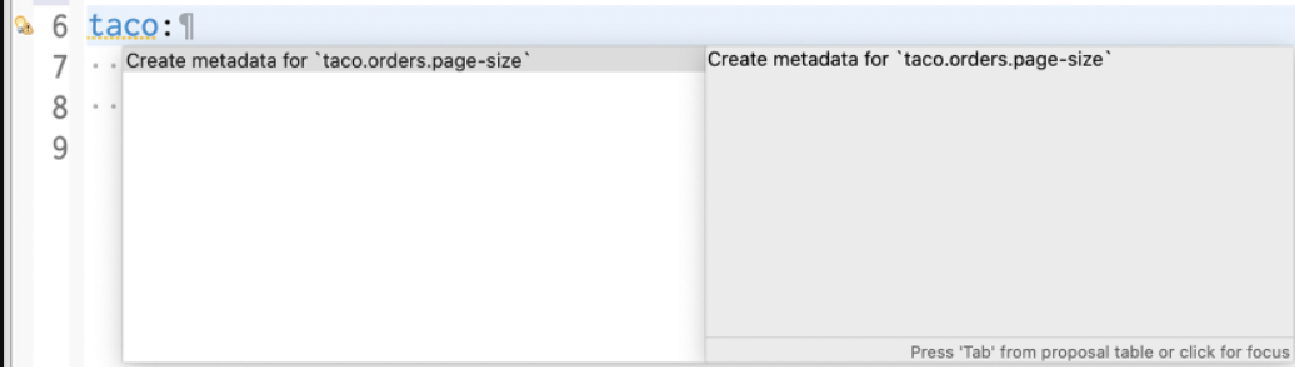 6 taco:¶
Create metadata for `taco.orders.page-size` Create metadata for `taco.orders.page-size`
7 ··
8 ··
9
Press 'Tab' from proposal table or click for focus